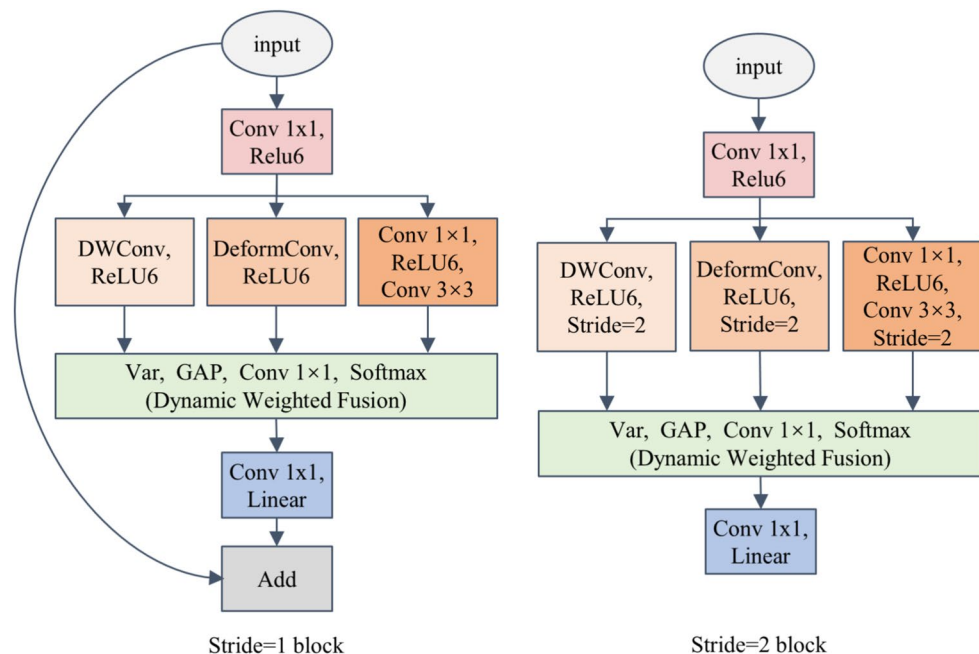 input
Conv 1x1,
Relu6
DWConv,
ReLU6
DeformConv,
ReLU6
Conv 1×1,
ReLU6,
Conv 3×3
Var, GAP, Conv 1×1, Softmax
(Dynamic Weighted Fusion)
Conv 1x1,
Linear
Add
Stride=1 block
input
Conv 1x1,
Relu6
DWConv,
ReLU6,
Stride=2
DeformConv,
ReLU6,
Stride=2
Conv 1×1,
ReLU6,
Conv 3×3,
Stride=2
Var, GAP, Conv 1×1, Softmax
(Dynamic Weighted Fusion)
Conv 1x1,
Linear
Stride=2 block